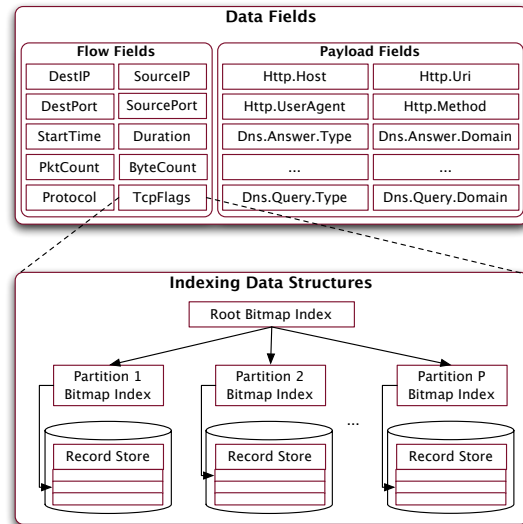 Data Fields
Flow Fields
Payload Fields
DestIP SourceIP Http.Host Http.Uri
DestPort SourcePort Http.UserAgent Http.Method
StartTime Duration Dns.Answer.Type Dns.Answer.Domain
PktCount ByteCount ... ...
Protocol TcpFlags Dns.Query.Type Dns.Query.Domain
Indexing Data Structures
Root Bitmap Index
Partition 1 Partition 2 Partition P
Bitmap Index Bitmap Index Bitmap Index
...
Record Store Record Store Record Store